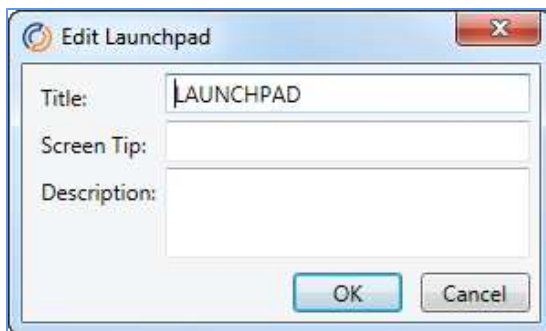 Edit Launchpad
Title: LAUNCHPAD
Screen Tip:
Description:
OK Cancel